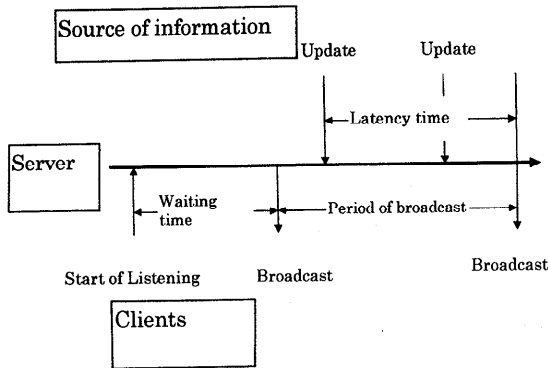 Source of information
Update
Update
Latency time
Server
Waiting
time
Period of broadcast
Start of Listening
Broadcast
Broadcast
Clients